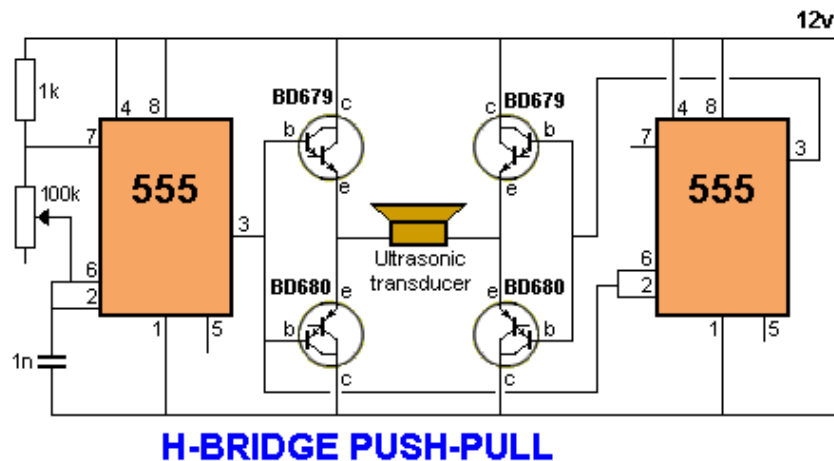 12v
1k
4 8
BD679
c
BD679
c
4 8
7
b
b
7
3
100k
555
555
e
e
3
Ultrasonic
transducer
6
2
BD680
e
e
BD680
6
2
b
b
1
5
1
5
1n
c
c
H-BRIDGE PUSH-PULL